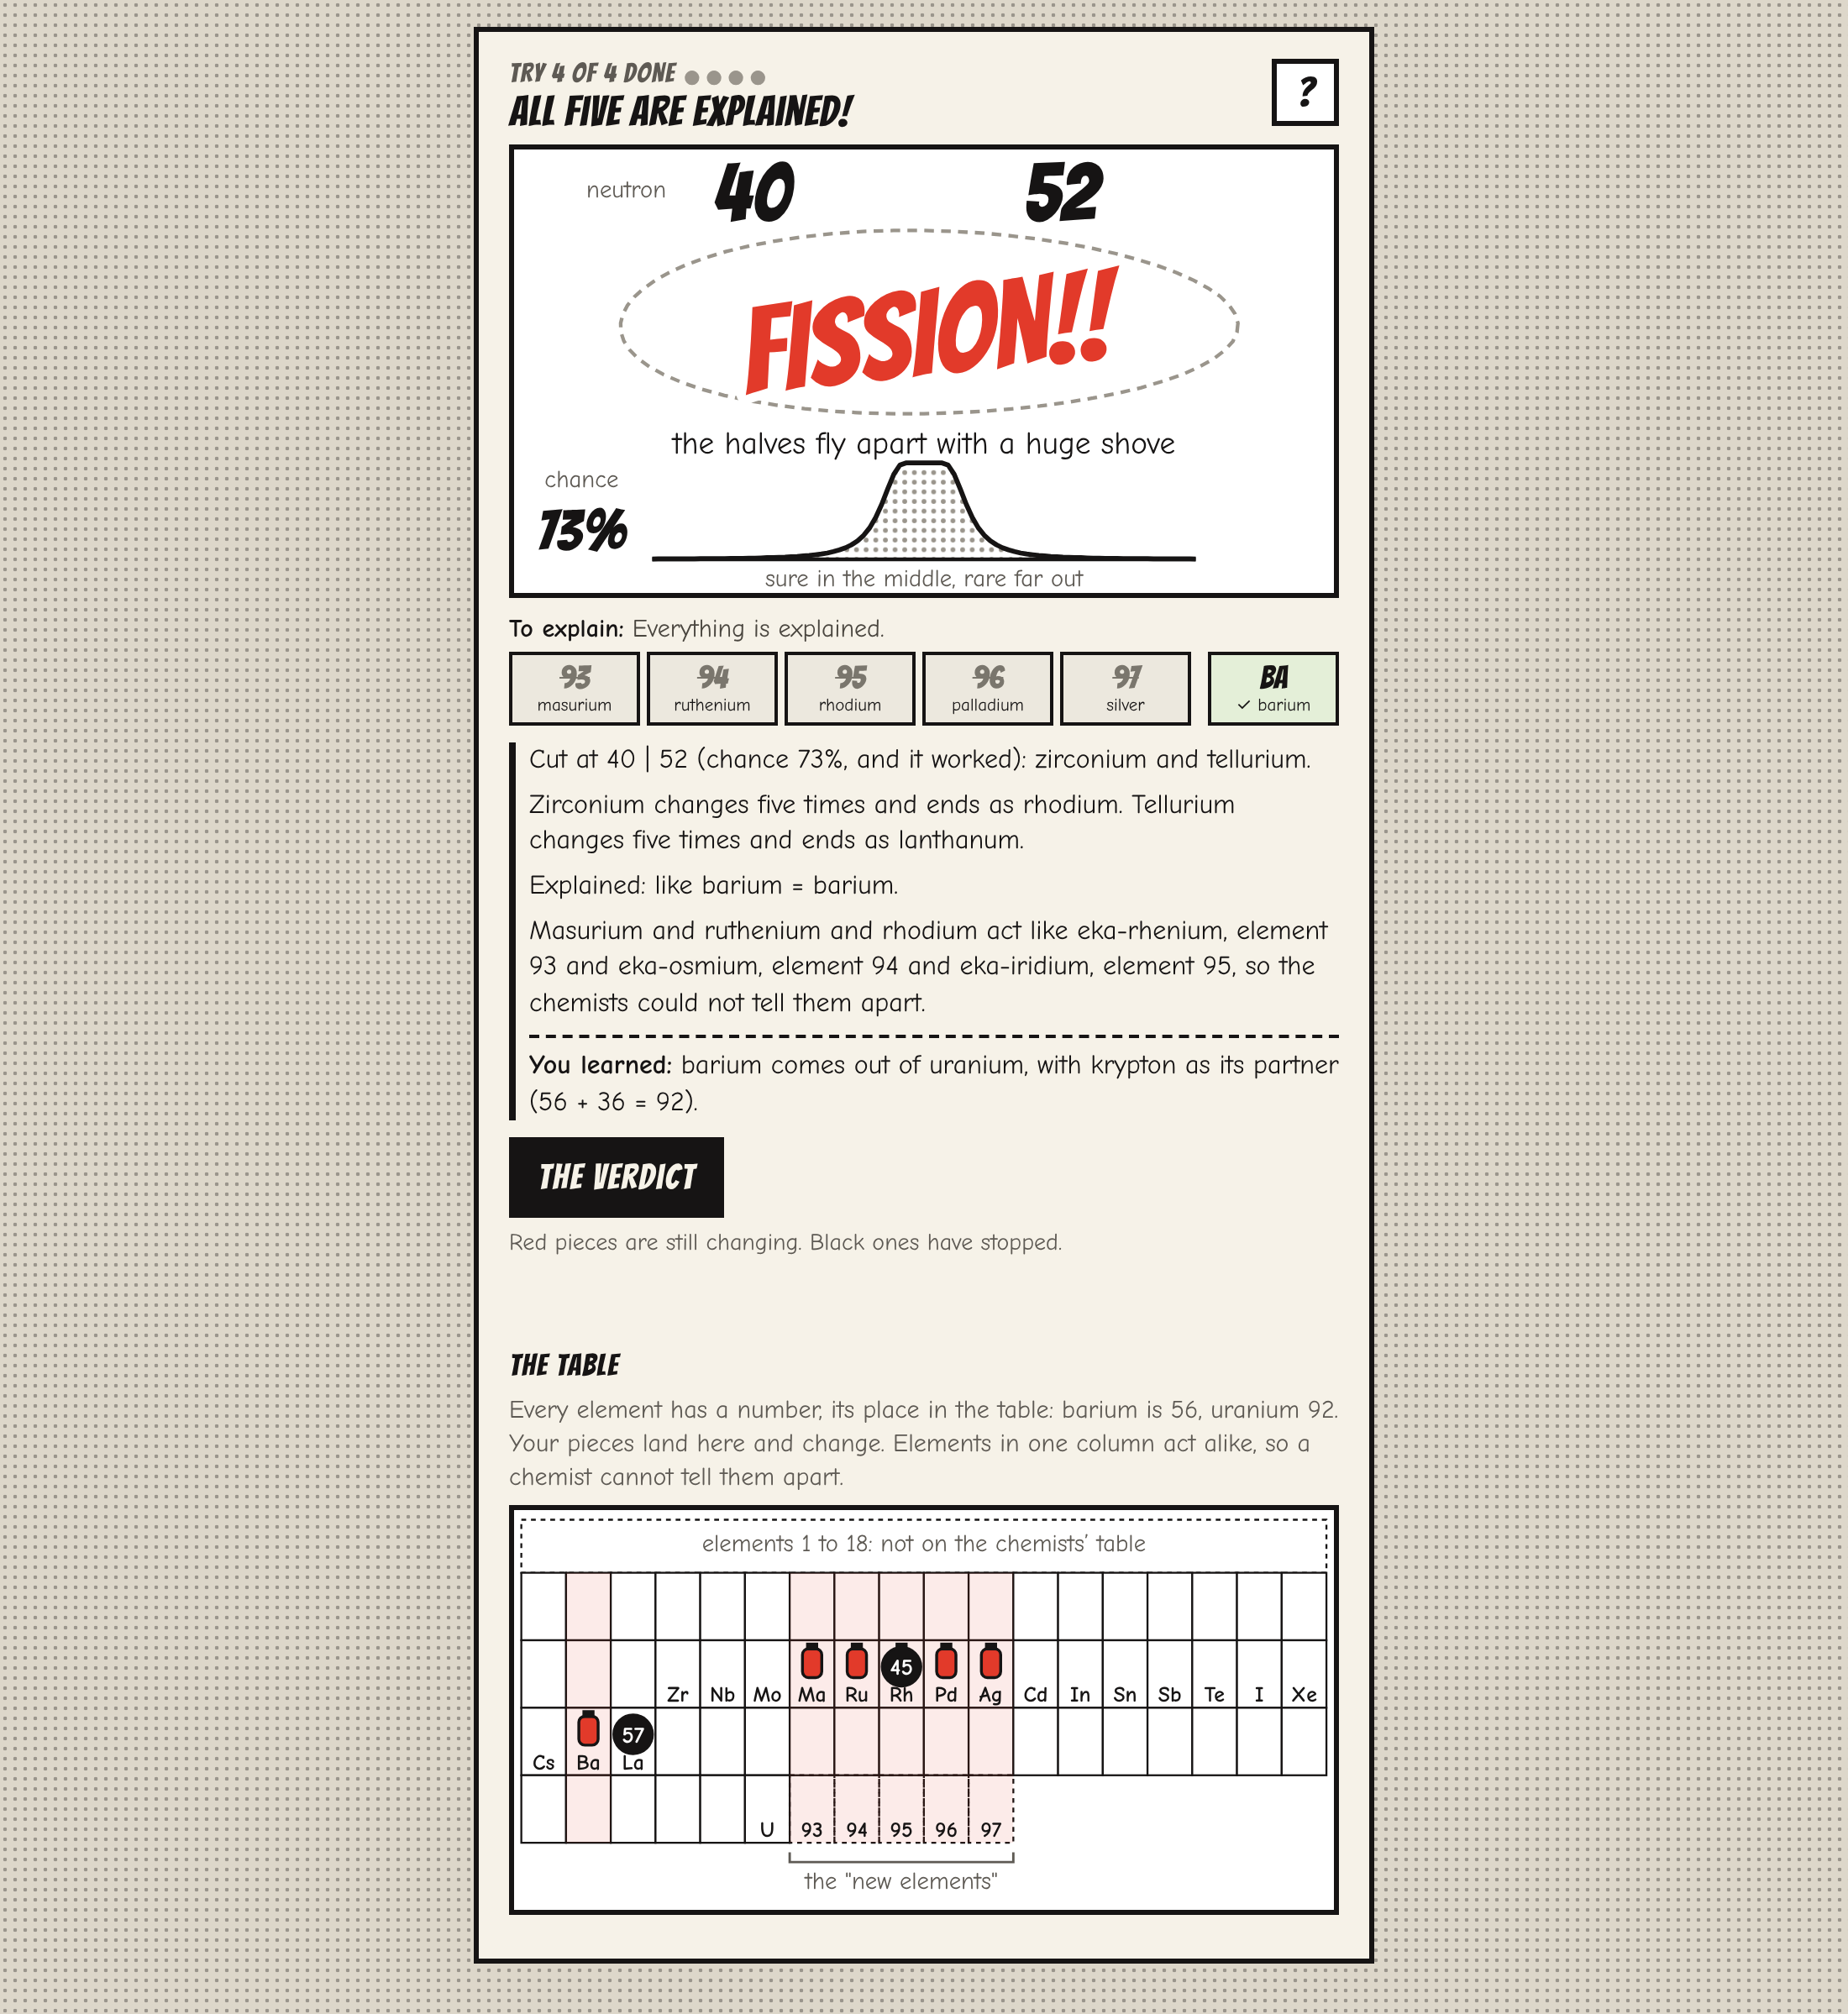 TRY 4 OF 4 DONE
ALL FIVE ARE EXPLAINED!
?
neutron
40
52
FISSION!!
the halves fly apart with a huge shove
chance
73%
sure in the middle, rare far out
To explain: Everything is explained.
93 94 95 96 97 BA
masurium ruthenium rhodium palladium silver ✓ barium
Cut at 40 | 52 (chance 73%, and it worked): zirconium and tellurium.
Zirconium changes five times and ends as rhodium. Tellurium
changes five times and ends as lanthanum.
Explained: like barium = barium.
Masurium and ruthenium and rhodium act like eka-rhenium, element
93 and eka-osmium, element 94 and eka-iridium, element 95, so the
chemists could not tell them apart.
You learned: barium comes out of uranium, with krypton as its partner
(56 + 36 = 92).
THE VERDICT
Red pieces are still changing. Black ones have stopped.
THE TABLE
Every element has a number, its place in the table: barium is 56, uranium 92.
Your pieces land here and change. Elements in one column act alike, so a
chemist cannot tell them apart.
elements 1 to 18: not on the chemists’ table
45
Zr Nb Mo Ma Ru Rh Pd Ag Cd In Sn Sb Te I Xe
57
Cs Ba La
U 93 94 95 96 97
the "new elements"